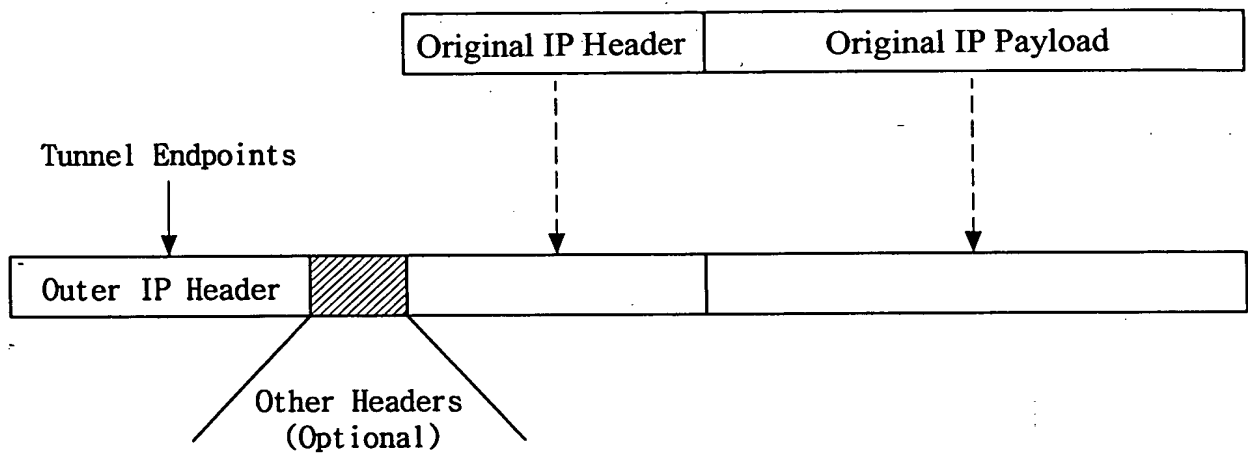 Original IP Header
Original IP Payload
Tunnel Endpoints
Outer IP Header
Other Headers
(Optional)